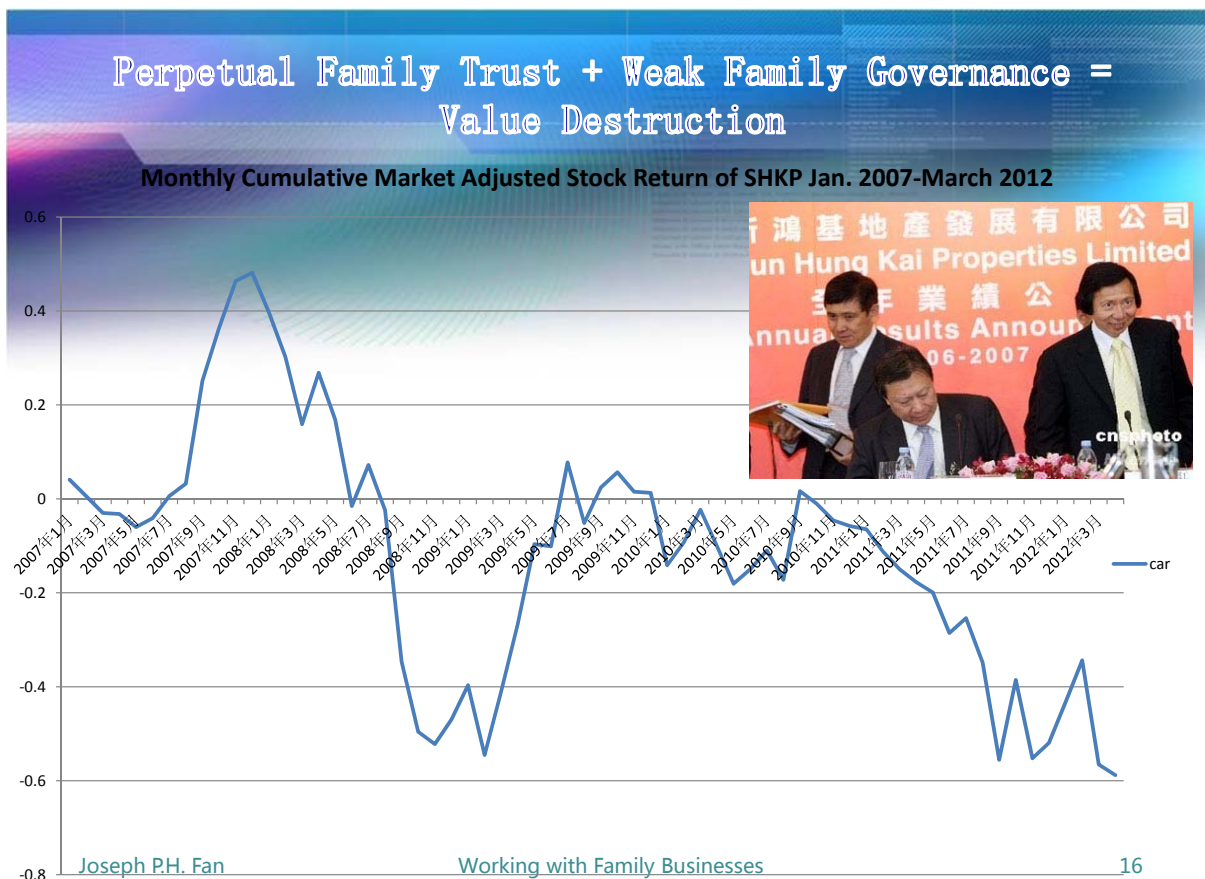 Perpetual Family Trust + Weak Family Governance =
Value Destruction
Monthly Cumulative Market Adjusted Stock Return of SHKP Jan. 2007-March 2012
0.6
0.4
0.2
0
-0.2
-0.4
-0.6
-0.8
2007年1月
2007年3月
2007年5月
2007年7月
2007年9月
2007年11月
2008年1月
2008年3月
2008年5月
2008年7月
2008年9月
2008年11月
2009年1月
2009年3月
2009年5月
2009年7月
2009年9月
2009年11月
2010年1月
2010年3月
2010年5月
2010年7月
2010年9月
2010年11月
2011年1月
2011年3月
2011年5月
2011年7月
2011年9月
2011年11月
2012年1月
2012年3月
car
鴻基地產發展有限公司
un Hung Kai Properties Limited
全年業績公
nnual esults Announ ent
06-2007
cnsphoto
Joseph P.H. Fan
Working with Family Businesses
16